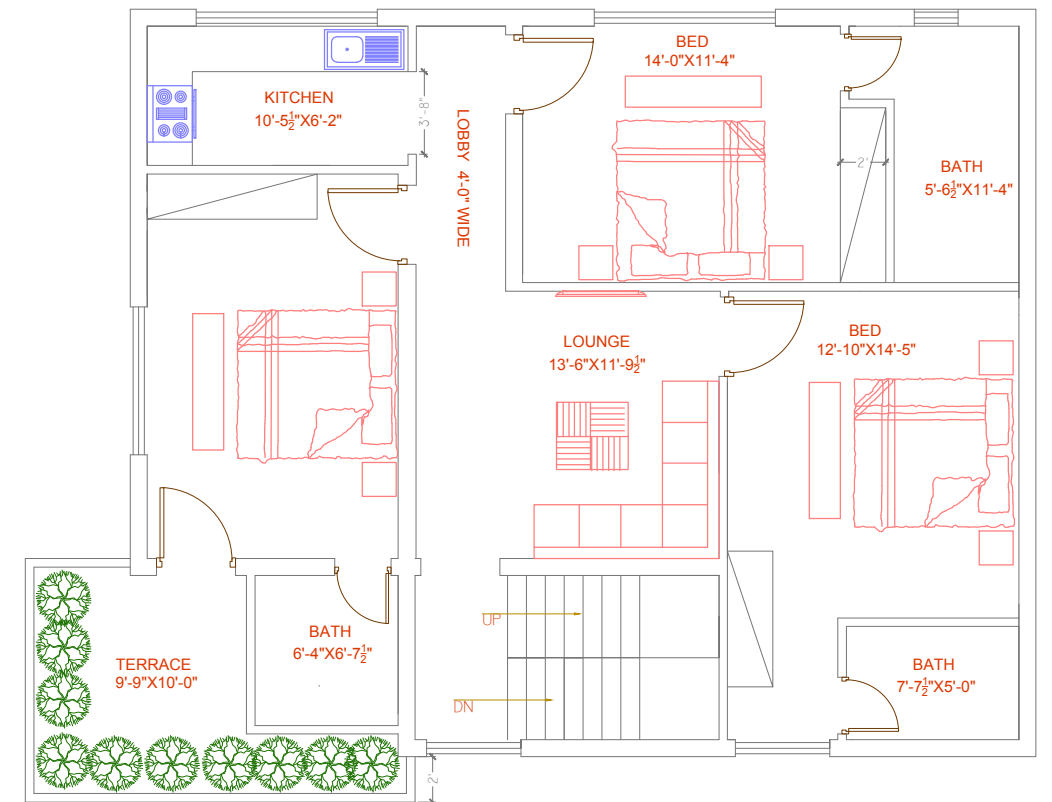 BED
14'-0"X11'-4"
KITCHEN
10'-5½"X6'-2"
3'-8"
LOBBY 4'-0" WIDE
2'
BATH
5'-6½"X11'-4"
LOUNGE
13'-6"X11'-9½"
BED
12'-10"X14'-5"
UP
BATH
6'-4"X6'-7½"
TERRACE
9'-9"X10'-0"
DN
BATH
7'-7½"X5'-0"
2'